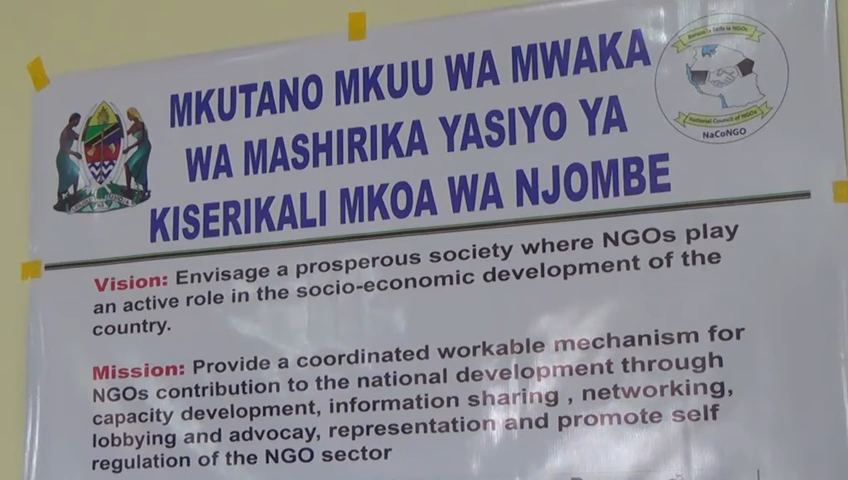 MKUTANO MKUU WA MWAKA
WA MASHIRIKA YASIYO YA
KISERIKALI MKOA WA NJOMBE
National Council of NGOs
NaCoNGO
Vision: Envisage a prosperous society where NGOs play
an active role in the socio-economic development of the
country.
Mission: Provide a coordinated workable mechanism for
NGOs contribution to the national development through
capacity development, information sharing , networking,
lobbying and advocay, representation and promote self
regulation of the NGO sector